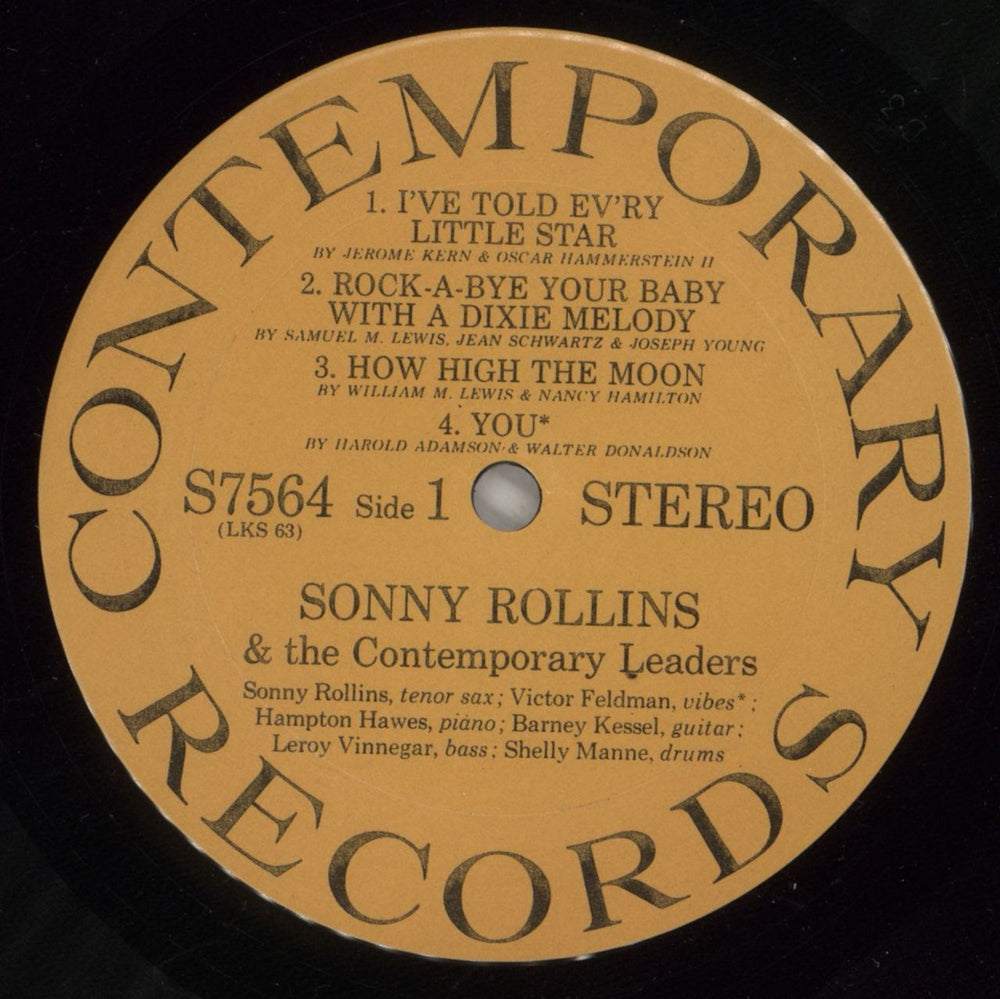 CONTEMPORARY
1. I'VE TOLD EV'RY
LITTLE STAR
BY JEROME KERN & OSCAR HAMMERSTEIN II
2. ROCK-A-BYE YOUR BABY
WITH A DIXIE MELODY
BY SAMUEL M. LEWIS, JEAN SCHWARTZ & JOSEPH YOUNG
3. HOW HIGH THE MOON
BY WILLIAM M. LEWIS & NANCY HAMILTON
4. YOU*
BY HAROLD ADAMSON & WALTER DONALDSON
S7564 Side 1 STEREO
(LKS 63)
SONNY ROLLINS
& the Contemporary Leaders
Sonny Rollins, tenor sax; Victor Feldman, vibes*;
Hampton Hawes, piano; Barney Kessel, guitar;
Leroy Vinnegar, bass; Shelly Manne, drums
RECORDS